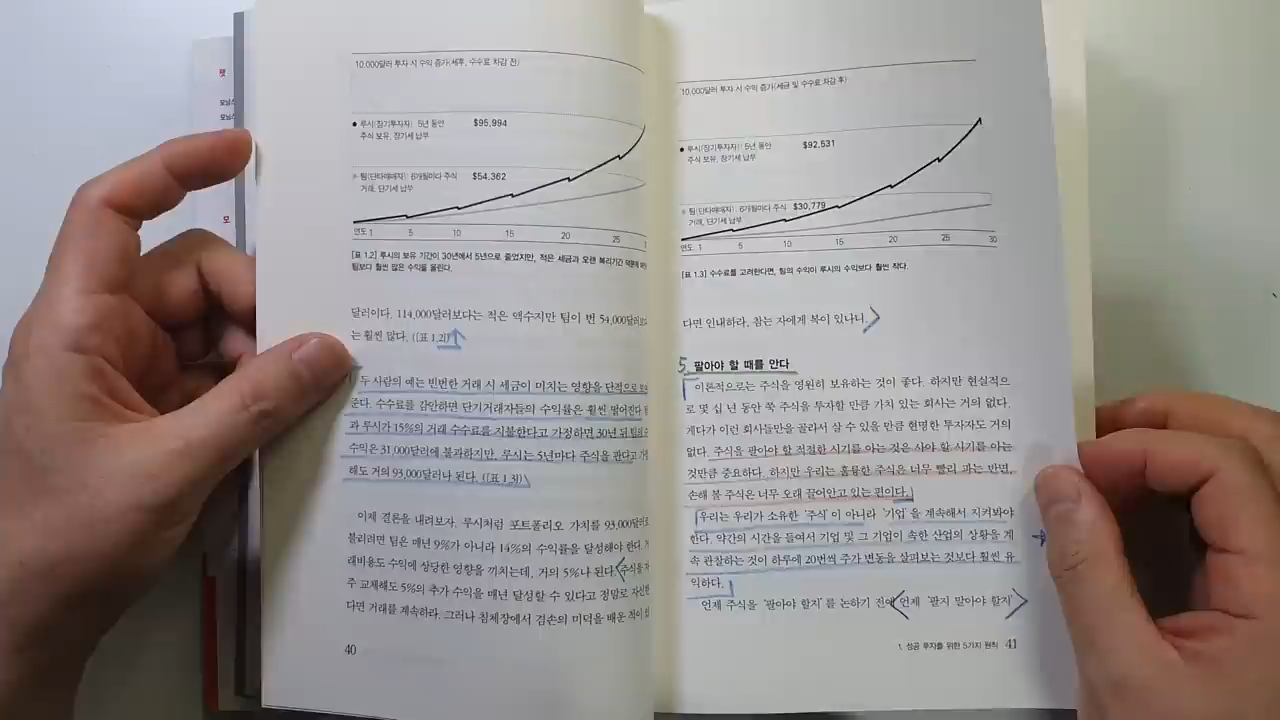 10,000달러 투자 시 수익 증가(세후, 수수료 차감 전)
● 루시(장기투자자) : 5년 동안 $95,994
주식 보유, 장기세 납부
● 팀(단타매매자) : 6개월마다 주식 $54,362
거래, 단기세 납부
연도 1 5 10 15 20 25
[표 1.2] 루시의 보유 기간이 30년에서 5년으로 줄었지만, 적은 세금과 오랜 복리기간 덕분에
팀보다 훨씬 많은 수익을 올린다.
달러이다. 114,000달러보다는 적은 액수지만 팀이 번 54,000달러보다
는 훨씬 많다. ([표 1.2])
두 사람의 예는 빈번한 거래 시 세금이 미치는 영향을 단적으로
준다. 수수료를 감안하면 단기거래자들의 수익률은 훨씬 떨어진다.
과 루시가 15%의 거래 수수료를 지불한다고 가정하면 30년 뒤 팀의
수익은 31,000달러에 불과하지만, 루시는 5년마다 주식을 판다고
해도 거의 93,000달러나 된다. ([표 1.3])
이제 결론을 내려보자. 루시처럼 포트폴리오 가치를 93,000달러로
불리려면 팀은 매년 9%가 아니라 14%의 수익률을 달성해야 한다.
래비용도 수익에 상당한 영향을 끼치는데, 거의 5%나 된다. 주식을
주 교체해도 5%의 추가 수익을 매년 달성할 수 있다고 정말로
다면 거래를 계속하라. 그러나 침체장에서 겸손의 미덕을 배운 적이
40
10,000달러 투자 시 수익 증가(세금 및 수수료 차감 후)
● 루시(장기투자자) : 5년 동안 $92,531
주식 보유, 장기세 납부
● 팀(단타매매자) : 6개월마다 주식 $30,779
거래, 단기세 납부
연도 1 5 10 15 20 25 30
[표 1.3] 수수료를 고려한다면, 팀의 수익이 루시의 수익보다 훨씬 작다.
다면 인내하라. 참는 자에게 복이 있나니.
5. 팔아야 할 때를 안다
이론적으로는 주식을 영원히 보유하는 것이 좋다. 하지만 현실적으
로 몇 십 년 동안 쭉 주식을 투자할 만큼 가치 있는 회사는 거의 없다.
게다가 이런 회사들만을 골라서 살 수 있을 만큼 현명한 투자자도 거의
없다. 주식을 팔아야 할 적절한 시기를 아는 것은 사야 할 시기를 아는
것만큼 중요하다. 하지만 우리는 훌륭한 주식은 너무 빨리 파는 반면,
손해 볼 주식은 너무 오래 끌어안고 있는 편이다.
우리는 우리가 소유한 '주식'이 아니라 '기업'을 계속해서 지켜봐야
한다. 약간의 시간을 들여서 기업 및 그 기업이 속한 산업의 상황을 계
속 관찰하는 것이 하루에 20번씩 주가 변동을 살펴보는 것보다 훨씬 유
익하다.
언제 주식을 '팔아야 할지'를 논하기 전에 언제 '팔지 말아야 할지'
1. 성공 투자를 위한 5가지 원칙 41